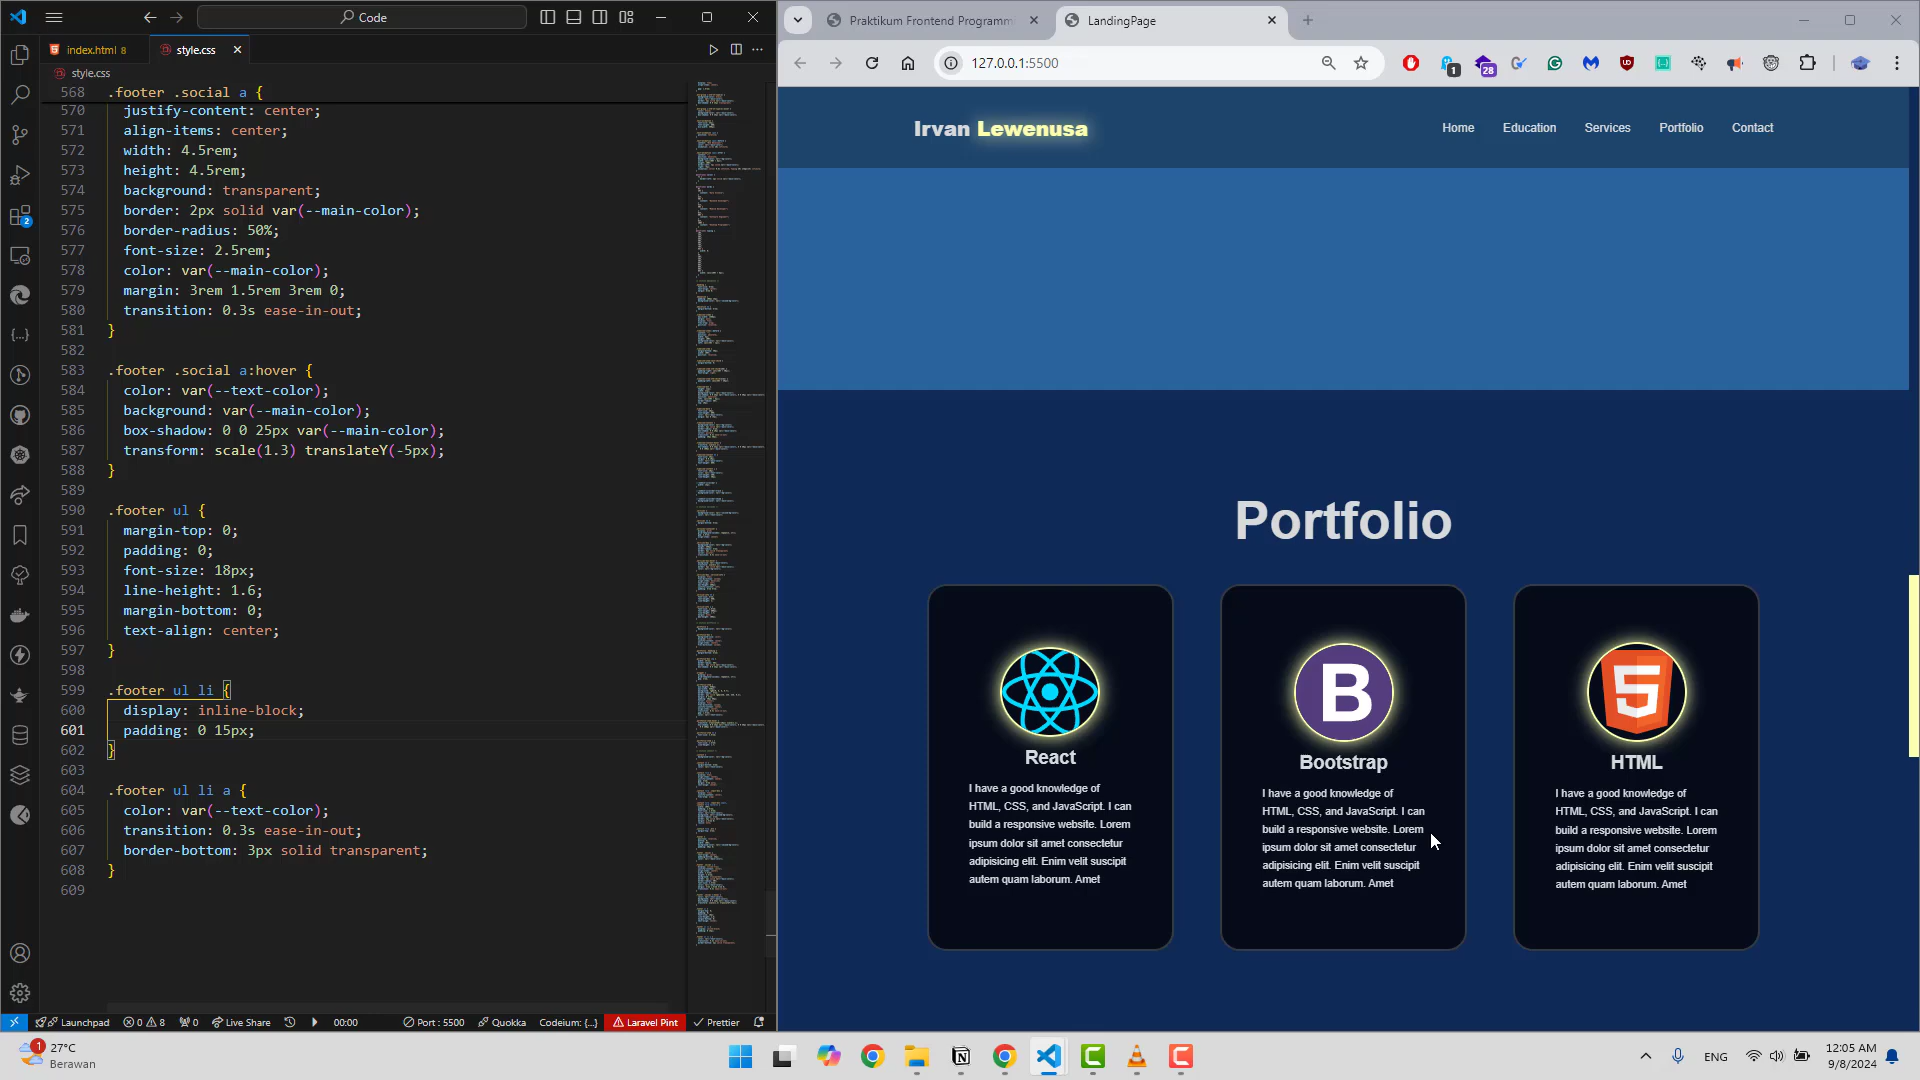 Code
index.html 8
style.css
style.css
568 .footer .social a {
570 justify-content: center;
571 align-items: center;
572 width: 4.5rem;
573 height: 4.5rem;
574 background: transparent;
575 border: 2px solid var(--main-color);
576 border-radius: 50%;
577 font-size: 2.5rem;
578 color: var(--main-color);
579 margin: 3rem 1.5rem 3rem 0;
580 transition: 0.3s ease-in-out;
581 }
582
583 .footer .social a:hover {
584 color: var(--text-color);
585 background: var(--main-color);
586 box-shadow: 0 0 25px var(--main-color);
587 transform: scale(1.3) translateY(-5px);
588 }
589
590 .footer ul {
591 margin-top: 0;
592 padding: 0;
593 font-size: 18px;
594 line-height: 1.6;
595 margin-bottom: 0;
596 text-align: center;
597 }
598
599 .footer ul li {
600 display: inline-block;
601 padding: 0 15px;
602 }
603
604 .footer ul li a {
605 color: var(--text-color);
606 transition: 0.3s ease-in-out;
607 border-bottom: 3px solid transparent;
608 }
609
2
Launchpad 0 8 0 Live Share 00:00 Port : 5500 Quokka Codeium: {...} Laravel Pint Prettier
Praktikum Frontend Programm
LandingPage
127.0.0.1:5500
1
28
Irvan Lewenusa
Home Education Services Portfolio Contact
Portfolio
React
I have a good knowledge of
HTML, CSS, and JavaScript. I can
build a responsive website. Lorem
ipsum dolor sit amet consectetur
adipisicing elit. Enim velit suscipit
autem quam laborum. Amet
B
Bootstrap
I have a good knowledge of
HTML, CSS, and JavaScript. I can
build a responsive website. Lorem
ipsum dolor sit amet consectetur
adipisicing elit. Enim velit suscipit
autem quam laborum. Amet
5
HTML
I have a good knowledge of
HTML, CSS, and JavaScript. I can
build a responsive website. Lorem
ipsum dolor sit amet consectetur
adipisicing elit. Enim velit suscipit
autem quam laborum. Amet
1
27°C
Berawan
ENG
12:05 AM
9/8/2024